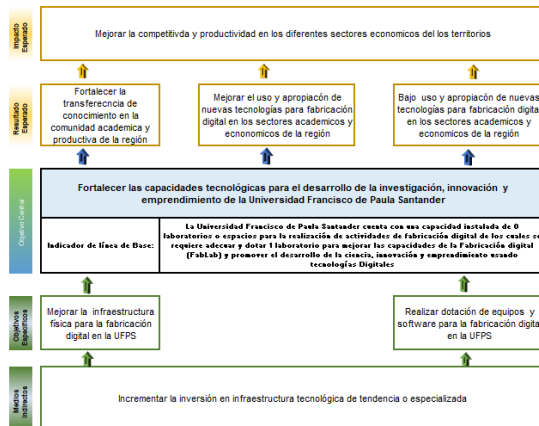 Impacto
Esperado
Mejorar la competitivda y productividad en los diferentes sectores economicos del los territorios
Resultado
Esperado
Fortalecer la
transferecncia de
conocimiento en la
comunidad academica y
productiva de la región
Mejorar el uso y apropiación de
nuevas tecnologías para fabricación
digital en los sectores academicos y
econonomicos de la región
Bajo uso y apropiación de nuevas
tecnologías para fabricación digital
en los sectores academicos y
economicos de la región
Objetivo Central
Fortalecer las capacidades tecnológicas para el desarrollo de la investigación, innovación y
emprendimiento de la Universidad Francisco de Paula Santander
Indicador de línea de Base:
La Universidad Francisco de Paula Santander cuenta con una capacidad instalada de 0
laboratorios o espacios para la realización de actividades de fabricación digital de los cuales se
requiere adecuar y dotar 1 laboratorio para mejorar las capacidades de la Fabricación digital
(FabLab) y promover el desarrollo de la ciencia, innovación y emprendimiento usando
tecnologías Digitales
Objetivos
Específicos
Mejorar la infraestructura
física para la fabricación
digital en la UFPS
Realizar dotación de equipos y
software para la fabricación digital
en la UFPS
Medios
Indirectos
Incrementar la inversión en infraestructura tecnológica de tendencia o especializada